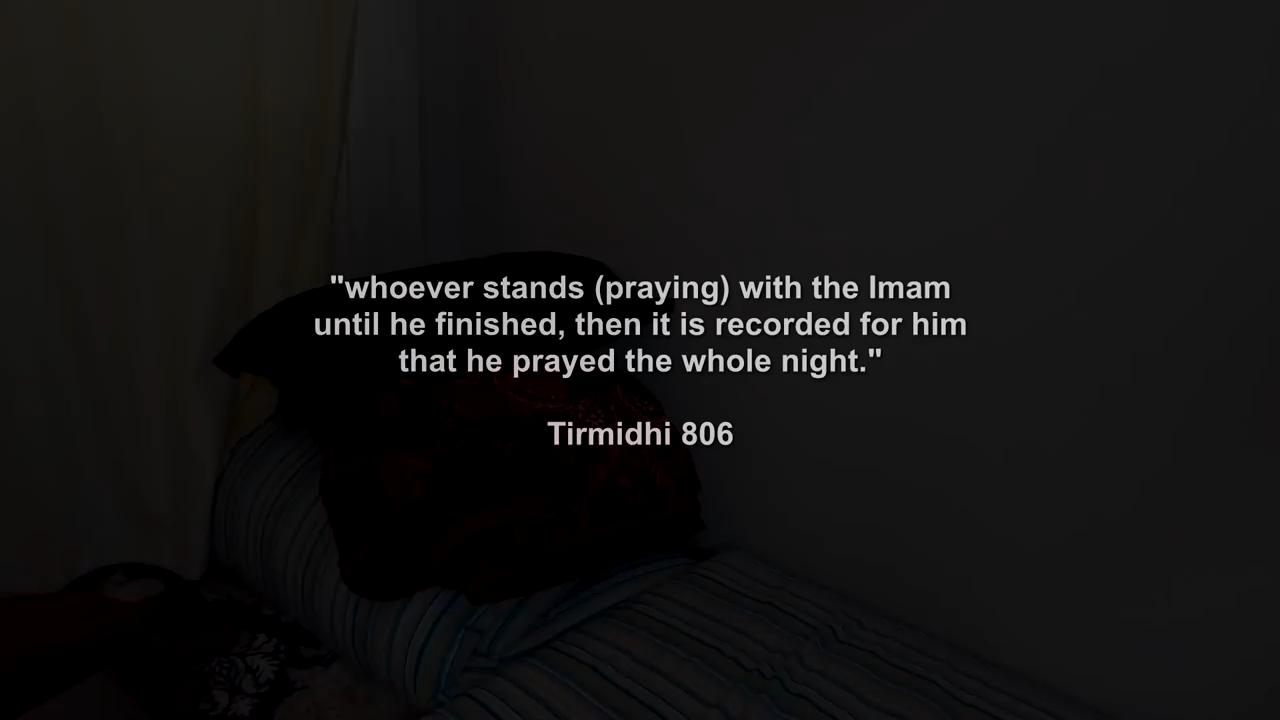 "whoever stands (praying) with the Imam
until he finished, then it is recorded for him
that he prayed the whole night."
Tirmidhi 806